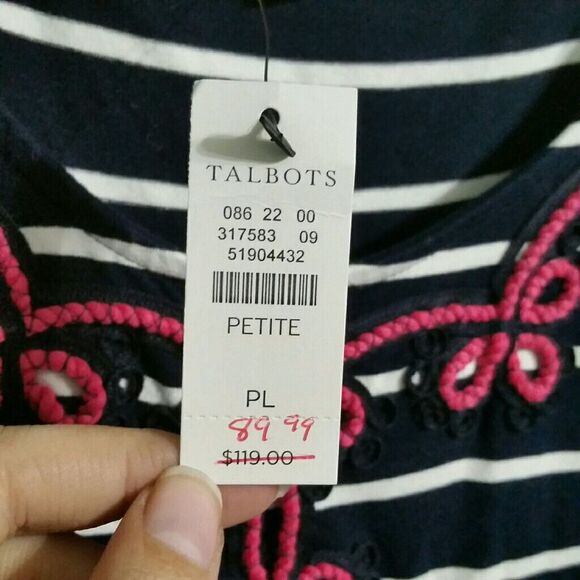 TALBOTS
086 22 00
317583 09
51904432
PETITE
PL
89 99
$119.00